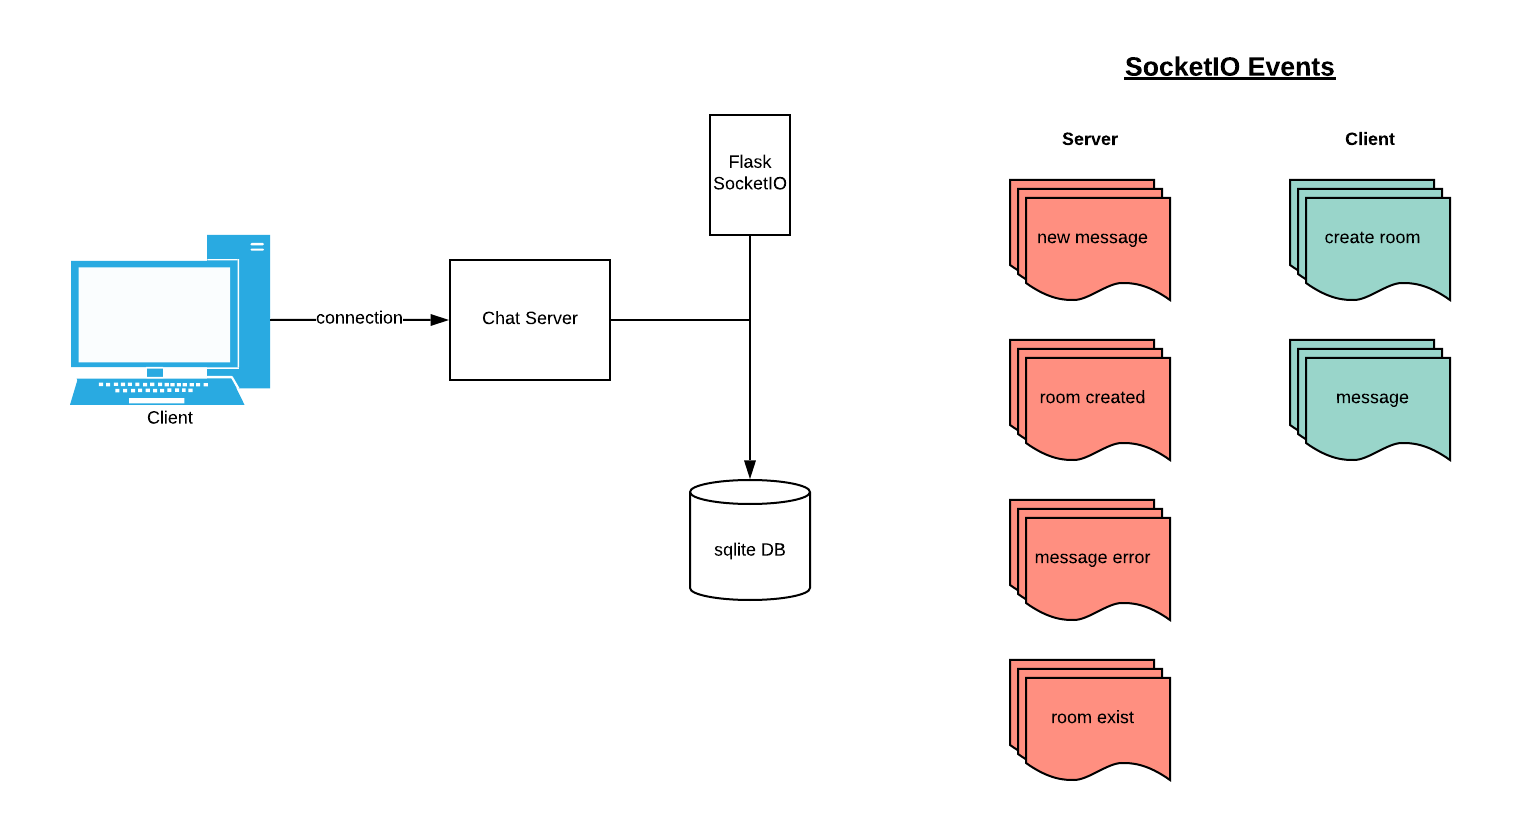 SocketIO Events
Server
Client
Flask
SocketIO
new message
create room
connection
Chat Server
Client
room created
message
sqlite DB
message error
room exist